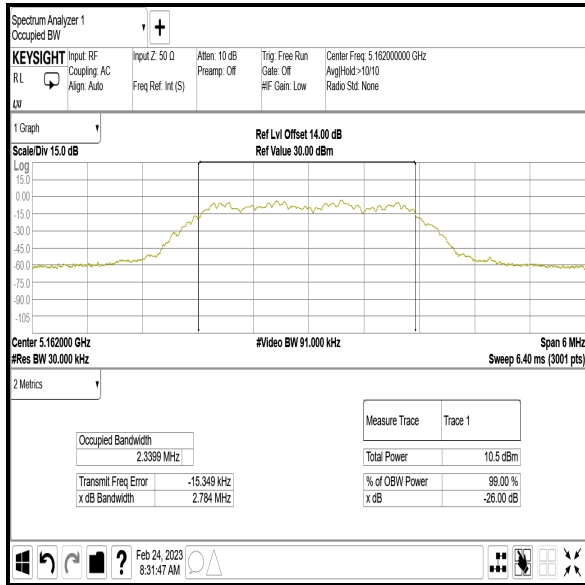 Spectrum Analyzer 1
Occupied BW
+
KEYSIGHT Input: RF Input Z: 50 Ω Atten: 10 dB Trig: Free Run Center Freq: 5.162000000 GHz
RL Coupling: AC Preamp: Off Gate: Off Avg|Hold:>10/10
Align: Auto Freq Ref: Int (S) #IF Gain: Low Radio Std: None
LXI
1 Graph
Ref Lvl Offset 14.00 dB
Scale/Div 15.0 dB Ref Value 30.00 dBm
Log
15.0
0.00
-15.0
-30.0
-45.0
-60.0
-75.0
-90.0
-105
Center 5.162000 GHz #Video BW 91.000 kHz Span 6 MHz
#Res BW 30.000 kHz Sweep 6.40 ms (3001 pts)
2 Metrics
Measure Trace Trace 1
Occupied Bandwidth
2.3399 MHz Total Power 10.5 dBm
Transmit Freq Error -15.349 kHz % of OBW Power 99.00 %
x dB Bandwidth 2.784 MHz x dB -26.00 dB
? Feb 24, 2023
8:31:47 AM